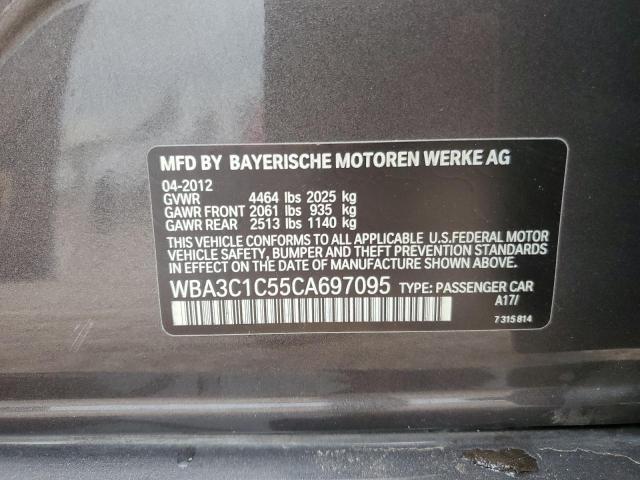 MFD BY BAYERISCHE MOTOREN WERKE AG
04-2012
GVWR 4464 lbs 2025 kg
GAWR FRONT 2061 lbs 935 kg
GAWR REAR 2513 lbs 1140 kg
THIS VEHICLE CONFORMS TO ALL APPLICABLE U.S.FEDERAL MOTOR
VEHICLE SAFETY, BUMPER AND THEFT PREVENTION STANDARDS
IN EFFECT ON THE DATE OF MANUFACTURE SHOWN ABOVE.
WBA3C1C55CA697095 TYPE: PASSENGER CAR
A17/
7 315 814